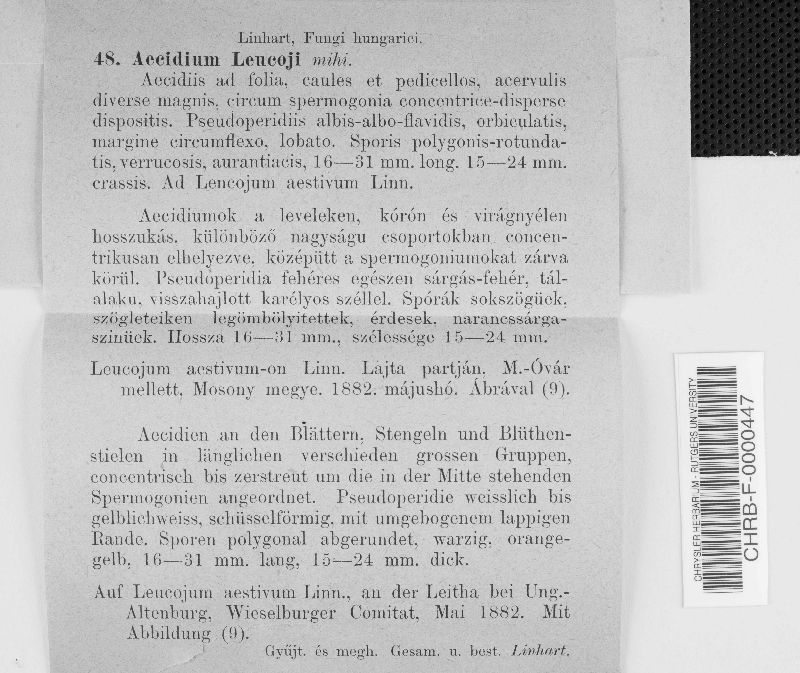 Linhart, Fungi hungarici.
48. Aecidium Leucoji mihi.
Aecidiis ad folia, caules et pedicellos, acervulis
diverse magnis, circum spermogonia concentrice-disperse
dispositis. Pseudoperidiis albis-albo-flavidis, orbiculatis,
margine circumflexo, lobato. Sporis polygonis-rotunda-
tis, verrucosis, aurantiacis, 16—31 mm. long. 15—24 mm.
crassis. Ad Leucojum aestivum Linn.
Aecidiumok a leveleken, kórón és virágnyélen
hosszukás, különböző nagyságu csoportokban concen-
trikusan elhelyezve, középütt a spermogoniumokat zárva
körül. Pseudoperidia fehéres egészen sárgás-fehér, tál-
alaku, visszahajlott karélyos széllel. Spórák sokszögüek,
szögleteiken legömbölyitettek, érdesek, narancssárga-
szinüek. Hossza 16—31 mm., szélessége 15—24 mm.
Leucojum aestivum-on Linn. Lajta partján, M.-Óvár
mellett, Mosony megye. 1882. májushó. Ábrával (9).
Aecidien an den Blättern, Stengeln und Blüthen-
stielen in länglichen verschieden grossen Gruppen,
concentrisch bis zerstreut um die in der Mitte stehenden
Spermogonien angeordnet. Pseudoperidie weisslich bis
gelblichweiss, schüsselförmig, mit umgebogenem lappigen
Rande. Sporen polygonal abgerundet, warzig, orange-
gelb, 16—31 mm. lang, 15—24 mm. dick.
Auf Leucojum aestivum Linn., an der Leitha bei Ung.-
Altenburg, Wieselburger Comitat, Mai 1882. Mit
Abbildung (9).
Gyűjt. és megh. Gesam. u. best. Linhart.
CHRYSLER HERBARIUM - RUTGERS UNIVERSITY
CHRB-F-0000447